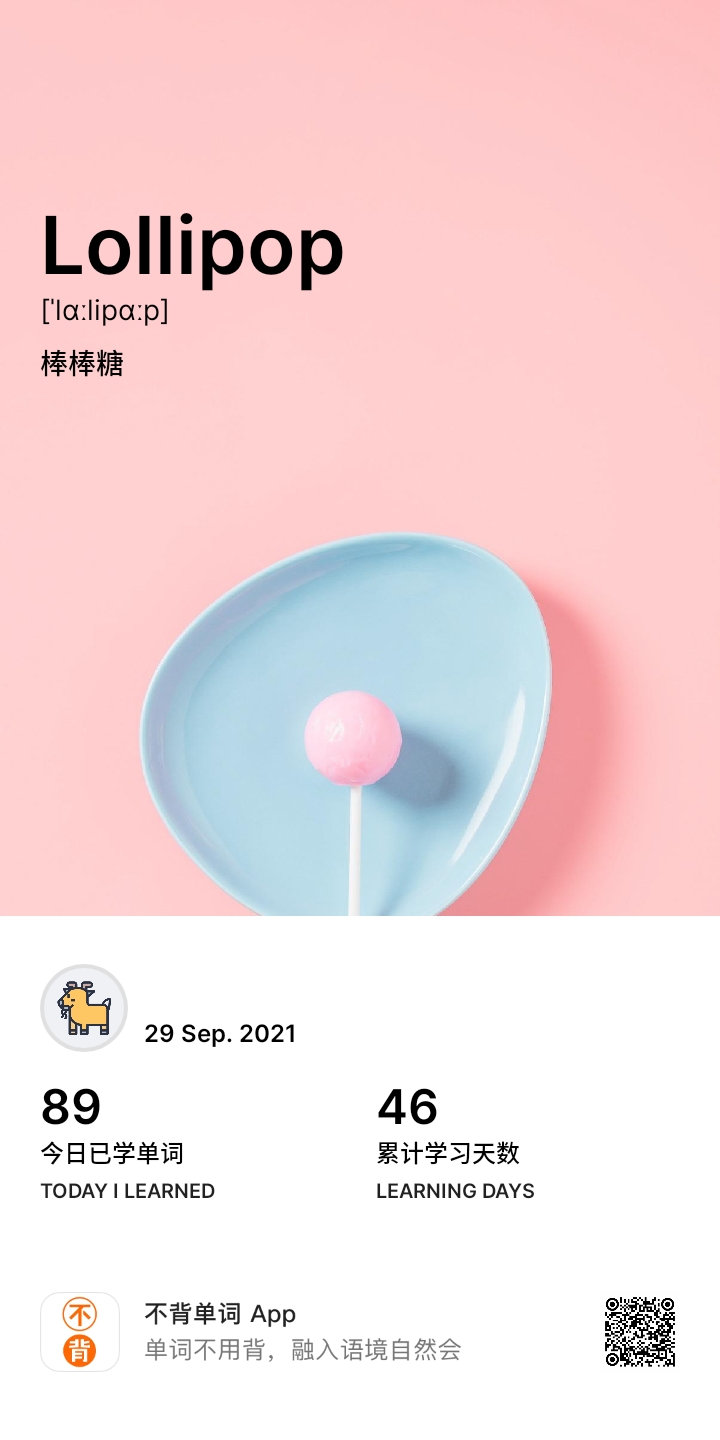 Lollipop
['lɑːlipɑːp]
棒棒糖
29 Sep. 2021
89
今日已学单词
TODAY I LEARNED
46
累计学习天数
LEARNING DAYS
不背
不背单词 App
单词不用背，融入语境自然会